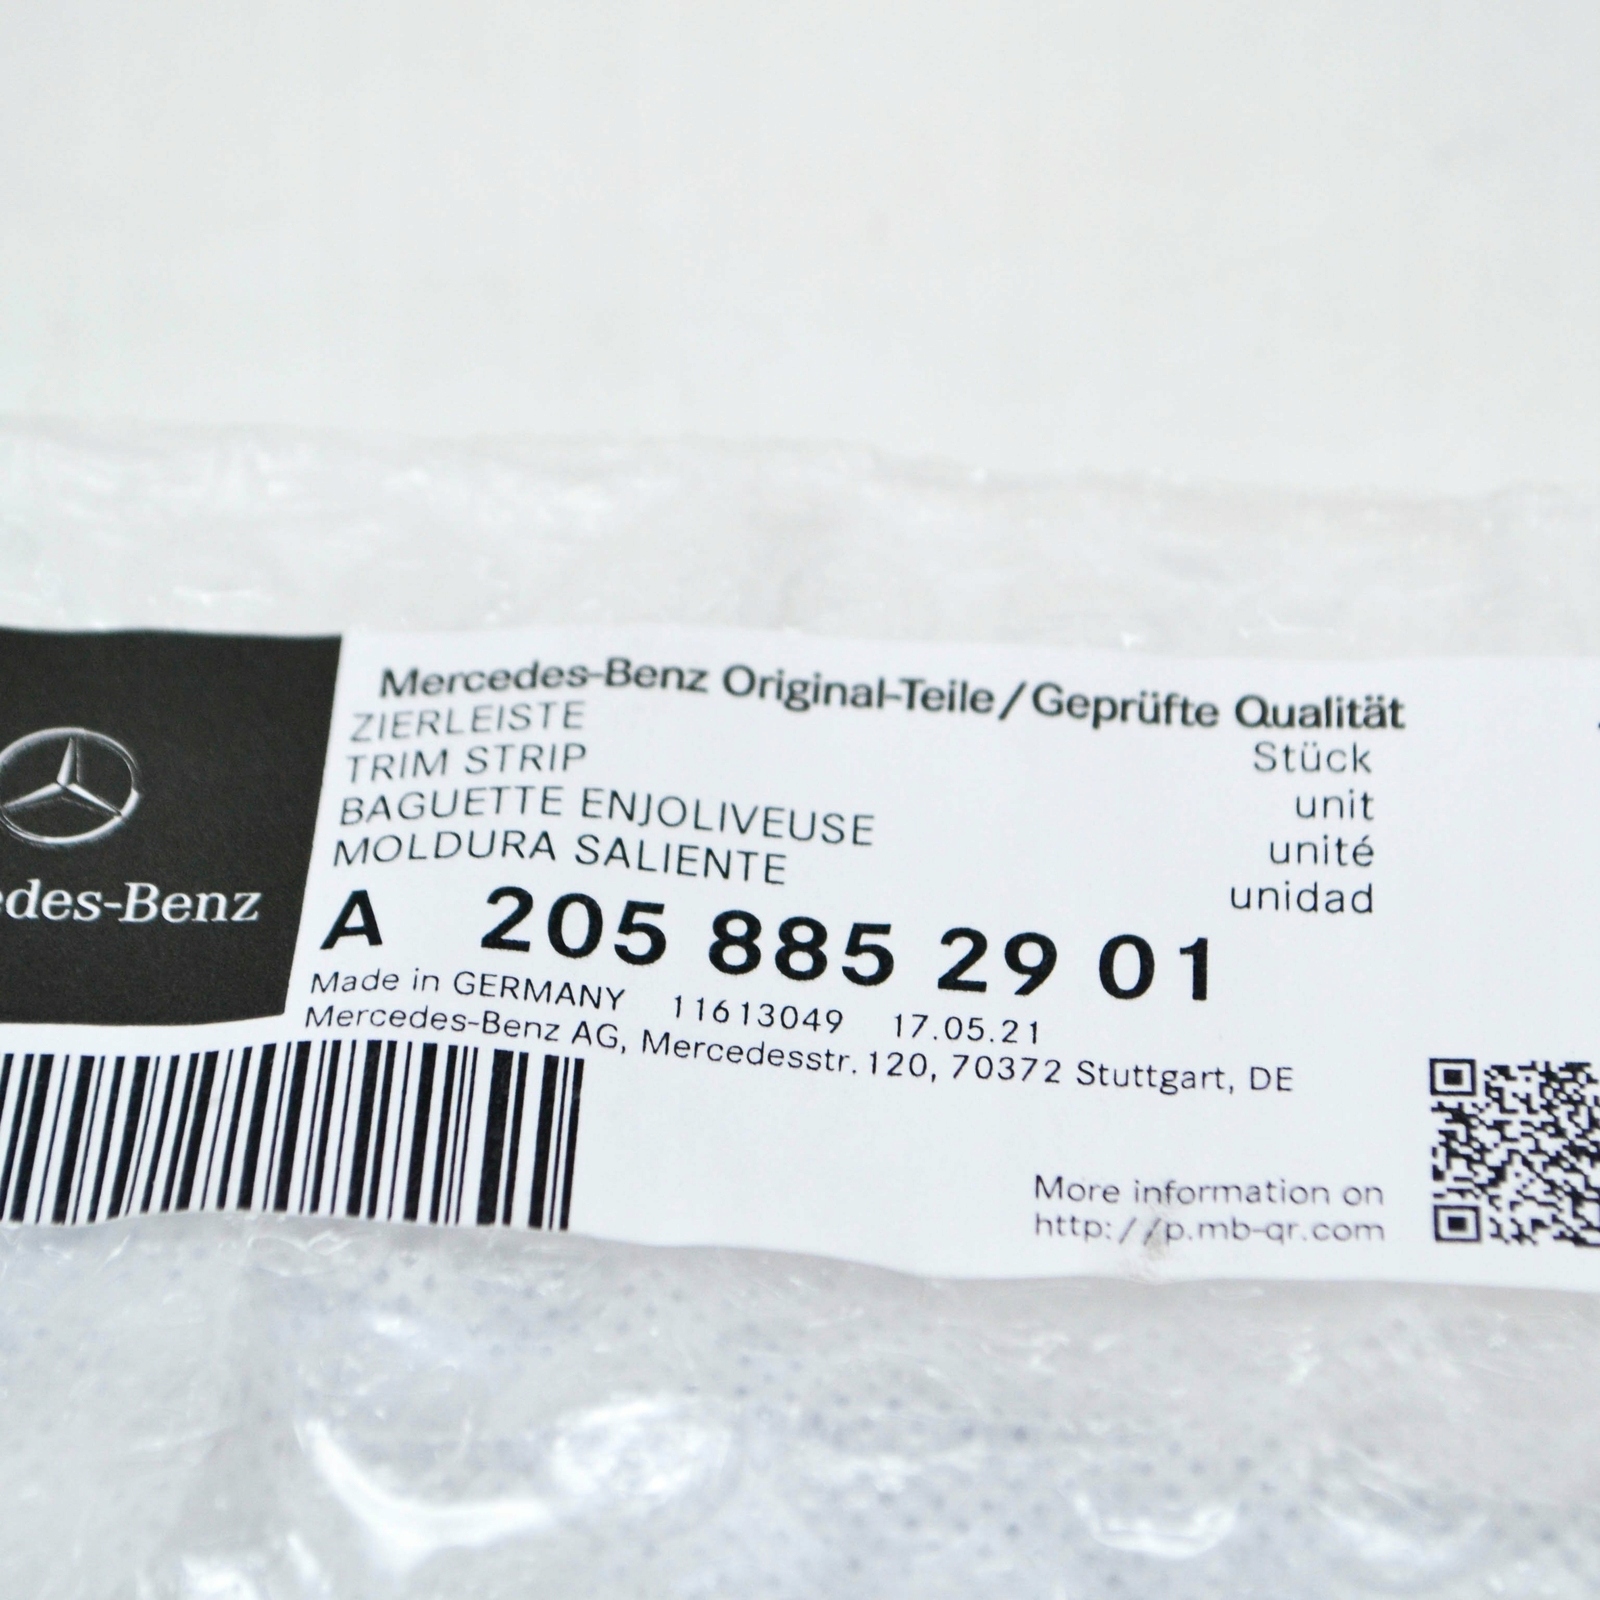 Mercedes-Benz Original-Teile/Geprüfte Qualität
ZIERLEISTE
TRIM STRIP
BAGUETTE ENJOLIVEUSE
MOLDURA SALIENTE
Stück
unit
unité
unidad
edes-Benz
A 205 885 29 01
Made in GERMANY 11613049 17.05.21
Mercedes-Benz AG, Mercedesstr. 120, 70372 Stuttgart, DE
More information on
http://p.mb-qr.com